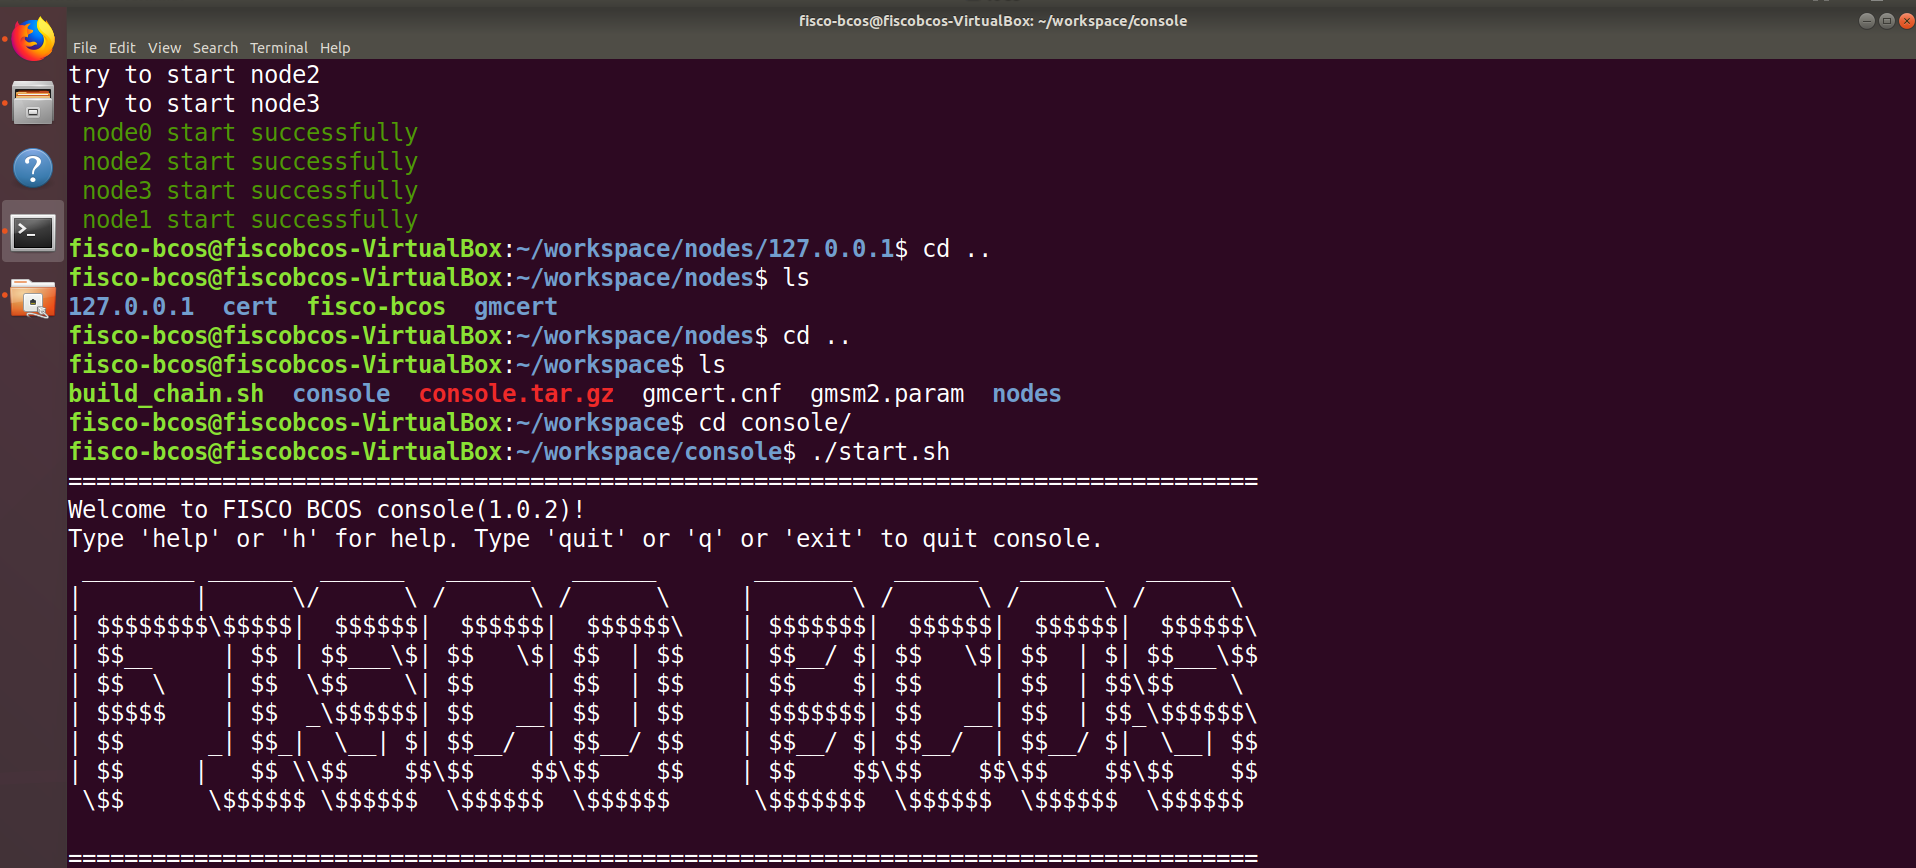 fisco-bcos@fiscobcos-VirtualBox: ~/workspace/console
File Edit View Search Terminal Help
try to start node2
try to start node3
 node0 start successfully
 node2 start successfully
 node3 start successfully
 node1 start successfully
fisco-bcos@fiscobcos-VirtualBox:~/workspace/nodes/127.0.0.1$ cd ..
fisco-bcos@fiscobcos-VirtualBox:~/workspace/nodes$ ls
127.0.0.1  cert  fisco-bcos  gmcert
fisco-bcos@fiscobcos-VirtualBox:~/workspace/nodes$ cd ..
fisco-bcos@fiscobcos-VirtualBox:~/workspace$ ls
build_chain.sh  console  console.tar.gz  gmcert.cnf  gmsm2.param  nodes
fisco-bcos@fiscobcos-VirtualBox:~/workspace$ cd console/
fisco-bcos@fiscobcos-VirtualBox:~/workspace/console$ ./start.sh
=====================================================================================
Welcome to FISCO BCOS console(1.0.2)!
Type 'help' or 'h' for help. Type 'quit' or 'q' or 'exit' to quit console.
 ________ ______  ______   ______   ______       _______   ______   ______   ______
|        |      \/      \ /      \ /      \     |       \ /      \ /      \ /      \
| $$$$$$$$\$$$$$|  $$$$$$|  $$$$$$|  $$$$$$\    | $$$$$$$|  $$$$$$|  $$$$$$|  $$$$$$\
| $$__     | $$ | $$___\$| $$   \$| $$  | $$    | $$__/ $| $$   \$| $$  | $| $$___\$$
| $$  \    | $$  \$$    \| $$     | $$  | $$    | $$    $| $$     | $$  | $$\$$    \
| $$$$$    | $$  _\$$$$$$| $$   __| $$  | $$    | $$$$$$$| $$   __| $$  | $$_\$$$$$$\
| $$      _| $$_|  \__| $| $$__/  | $$__/ $$    | $$__/ $| $$__/  | $$__/ $|  \__| $$
| $$     |   $$ \\$$    $$\$$    $$\$$    $$    | $$    $$\$$    $$\$$    $$\$$    $$
 \$$      \$$$$$$ \$$$$$$  \$$$$$$  \$$$$$$      \$$$$$$$  \$$$$$$  \$$$$$$  \$$$$$$
=====================================================================================